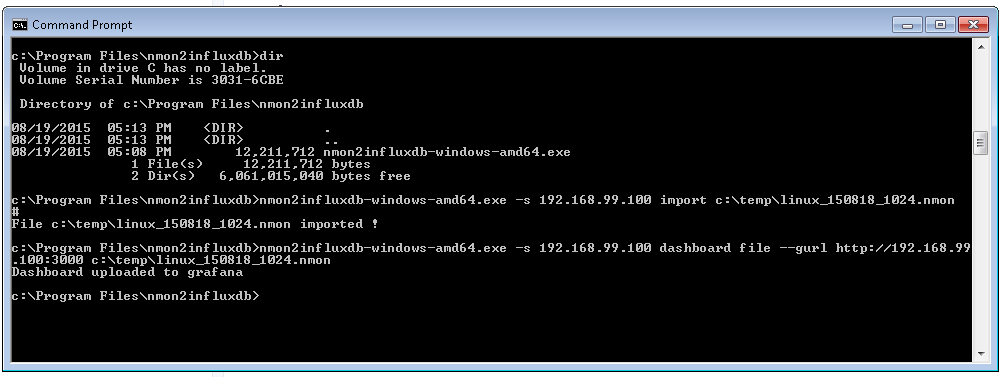 Command Prompt
c:\Program Files\nmon2influxdb>dir
Volume in drive C has no label.
Volume Serial Number is 3031-6CBE
Directory of c:\Program Files\nmon2influxdb
08/19/2015 05:13 PM <DIR> .
08/19/2015 05:13 PM <DIR> ..
08/19/2015 05:08 PM 12,211,712 nmon2influxdb-windows-amd64.exe
1 File(s) 12,211,712 bytes
2 Dir(s) 6,061,015,040 bytes free
c:\Program Files\nmon2influxdb>nmon2influxdb-windows-amd64.exe -s 192.168.99.100 import c:\temp\linux_150818_1024.nmon
#
File c:\temp\linux_150818_1024.nmon imported !
c:\Program Files\nmon2influxdb>nmon2influxdb-windows-amd64.exe -s 192.168.99.100 dashboard file --gurl http://192.168.99
.100:3000 c:\temp\linux_150818_1024.nmon
Dashboard uploaded to grafana
c:\Program Files\nmon2influxdb>